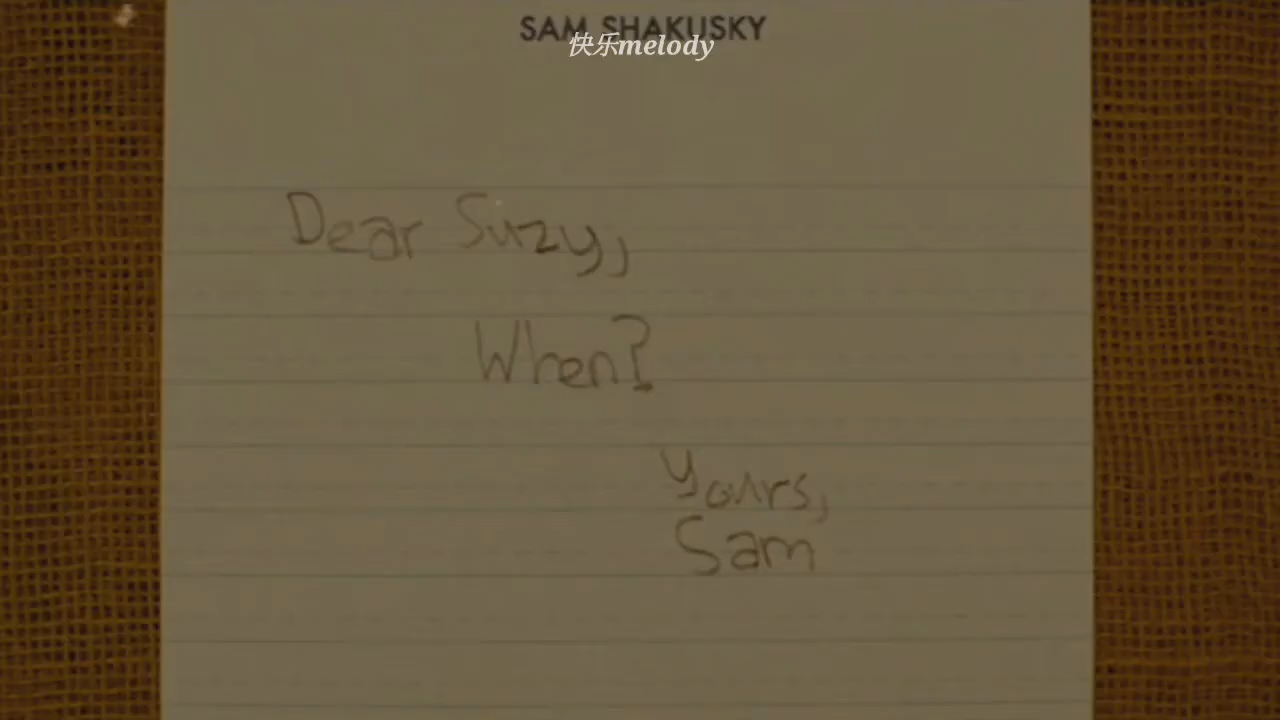 SAM SHAKUSKY
快乐melody
Dear Suzy,
When?
Yours,
Sam